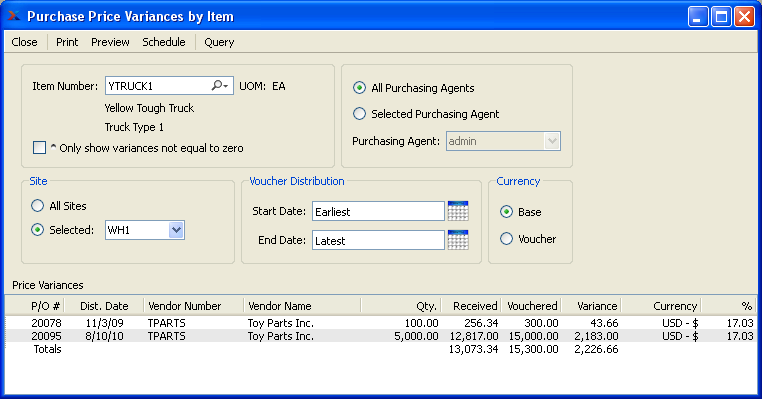 Purchase Price Variances by Item
Close Print Preview Schedule Query
Item Number: YTRUCK1 UOM: EA
Yellow Tough Truck
Truck Type 1
* Only show variances not equal to zero
All Purchasing Agents
Selected Purchasing Agent
Purchasing Agent: admin
Site
All Sites
Selected: WH1
Voucher Distribution
Start Date: Earliest
End Date: Latest
Currency
Base
Voucher
Price Variances
P/O # Dist. Date Vendor Number Vendor Name Qty. Received Vouchered Variance Currency %
20078 11/3/09 TPARTS Toy Parts Inc. 100.00 256.34 300.00 43.66 USD - $ 17.03
20095 8/10/10 TPARTS Toy Parts Inc. 5,000.00 12,817.00 15,000.00 2,183.00 USD - $ 17.03
Totals 13,073.34 15,300.00 2,226.66